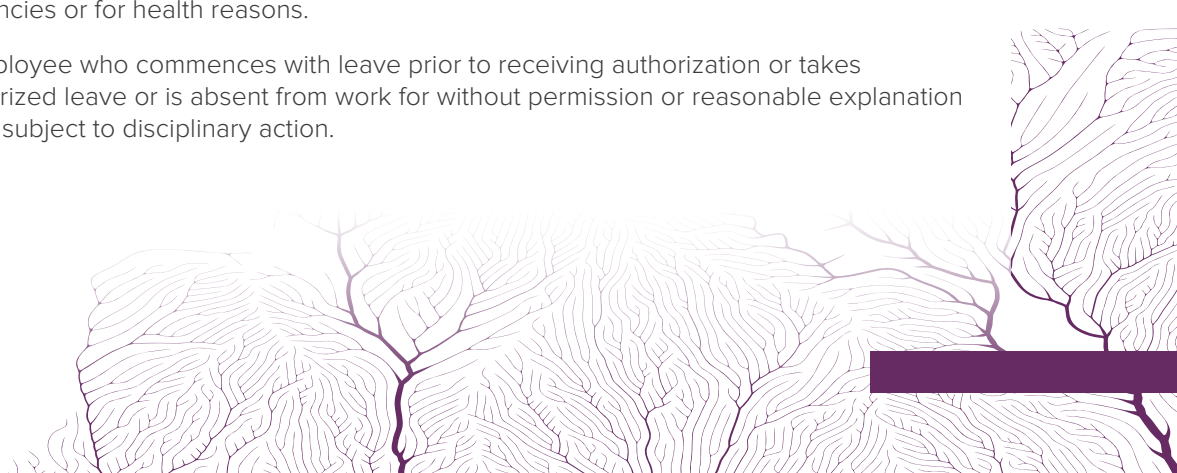 ncies or for health reasons.
ployee who commences with leave prior to receiving authorization or takes
rized leave or is absent from work for without permission or reasonable explanation
subject to disciplinary action.